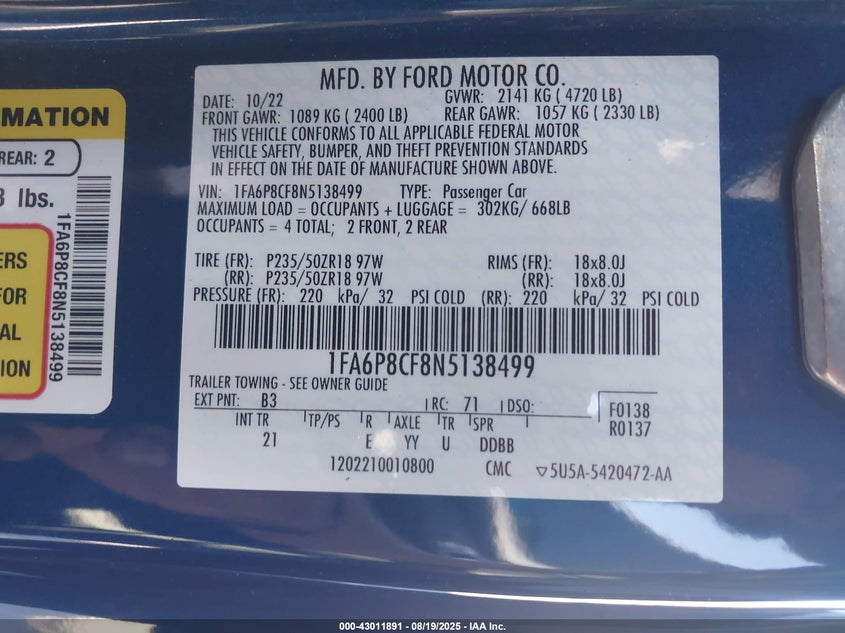 MATION
REAR: 2
lbs.
ERS
FOR
AL
ION
1FA6P8CF8N5138499
MFD. BY FORD MOTOR CO.
DATE: 10/22 GVWR: 2141 KG ( 4720 LB)
FRONT GAWR: 1089 KG ( 2400 LB) REAR GAWR: 1057 KG ( 2330 LB)
THIS VEHICLE CONFORMS TO ALL APPLICABLE FEDERAL MOTOR
VEHICLE SAFETY, BUMPER, AND THEFT PREVENTION STANDARDS
IN EFFECT ON THE DATE OF MANUFACTURE SHOWN ABOVE.
VIN: 1FA6P8CF8N5138499 TYPE: Passenger Car
MAXIMUM LOAD = OCCUPANTS + LUGGAGE = 302KG/ 668LB
OCCUPANTS = 4 TOTAL; 2 FRONT, 2 REAR
TIRE (FR): P235/50ZR18 97W RIMS (FR): 18x8.0J
(RR): P235/50ZR18 97W (RR): 18x8.0J
PRESSURE (FR): 220 kPa/ 32 PSI COLD (RR): 220 kPa/ 32 PSI COLD
1FA6P8CF8N5138499
TRAILER TOWING - SEE OWNER GUIDE
EXT PNT: B3 RC: 71 DSO: F0138
INT TR TP/PS R AXLE TR SPR R0137
21 E YY U DDBB
1202210010800 CMC ▽5U5A-5420472-AA
000-43011891 - 08/19/2025 - IAA Inc.